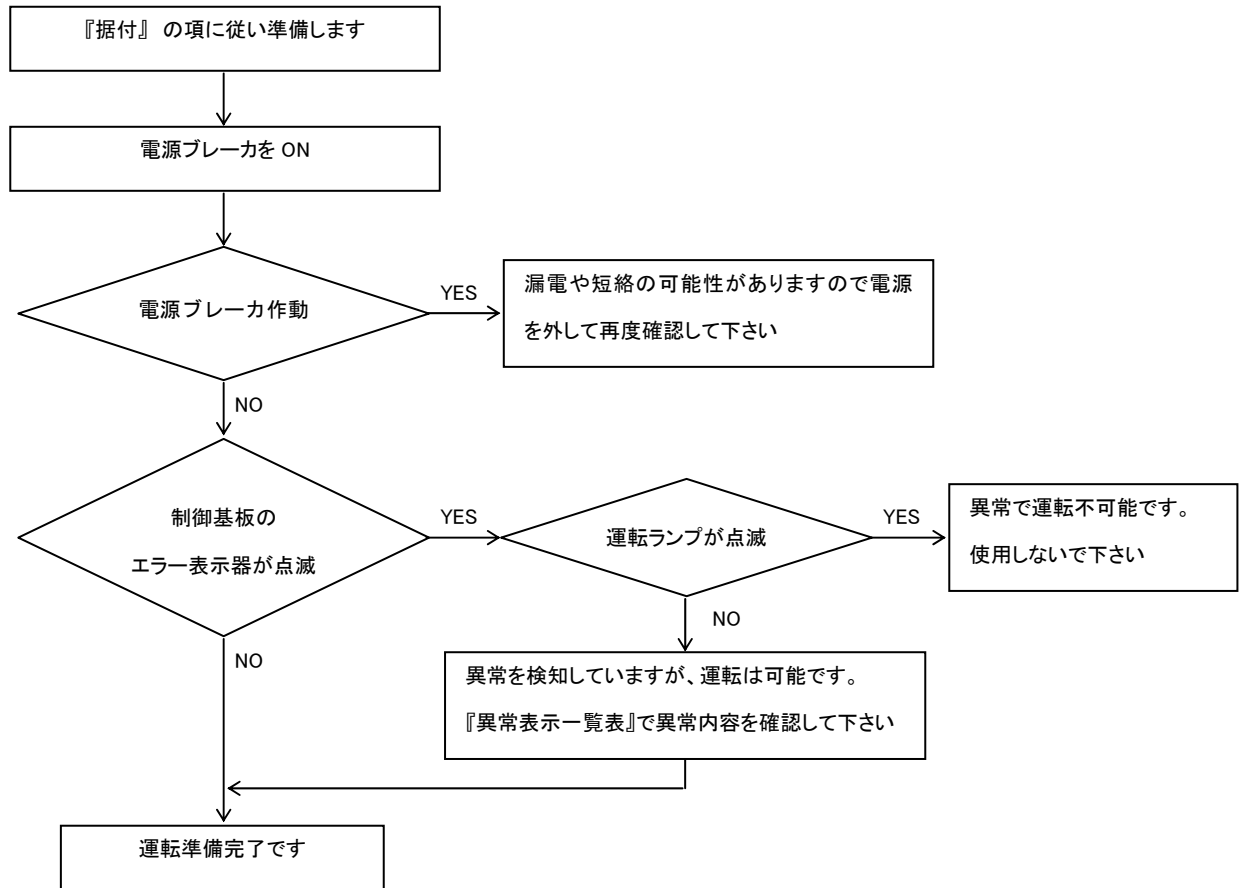 『据付』 の項に従い準備します
電源ブレーカを ON
電源ブレーカ作動
YES
漏電や短絡の可能性がありますので電源
を外して再度確認して下さい
NO
制御基板の
エラー表示器が点滅
YES
運転ランプが点滅
YES
異常で運転不可能です。
使用しないで下さい
NO
異常を検知していますが、運転は可能です。
『異常表示一覧表』で異常内容を確認して下さい
NO
運転準備完了です